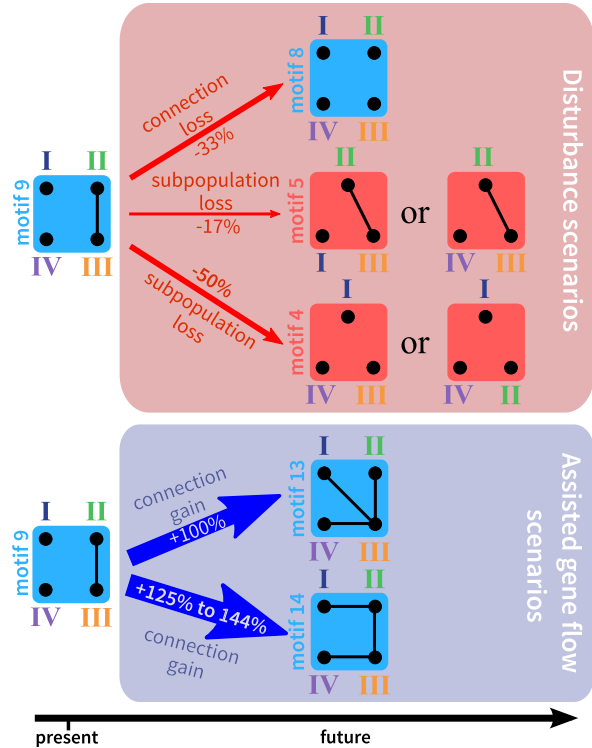 I II
motif 8
IV III
connection
loss
-33%
Disturbance scenarios
I II
motif 9
IV III
subpopulation
loss
-17%
II
motif 5
I III
or
II
IV III
-50%
subpopulation
loss
I
motif 4
IV III
or
I
IV II
I II
motif 9
IV III
connection
gain
+100%
I II
motif 13
IV III
Assisted gene flow
scenarios
+125% to 144%
connection
gain
I II
motif 14
IV III
present
future